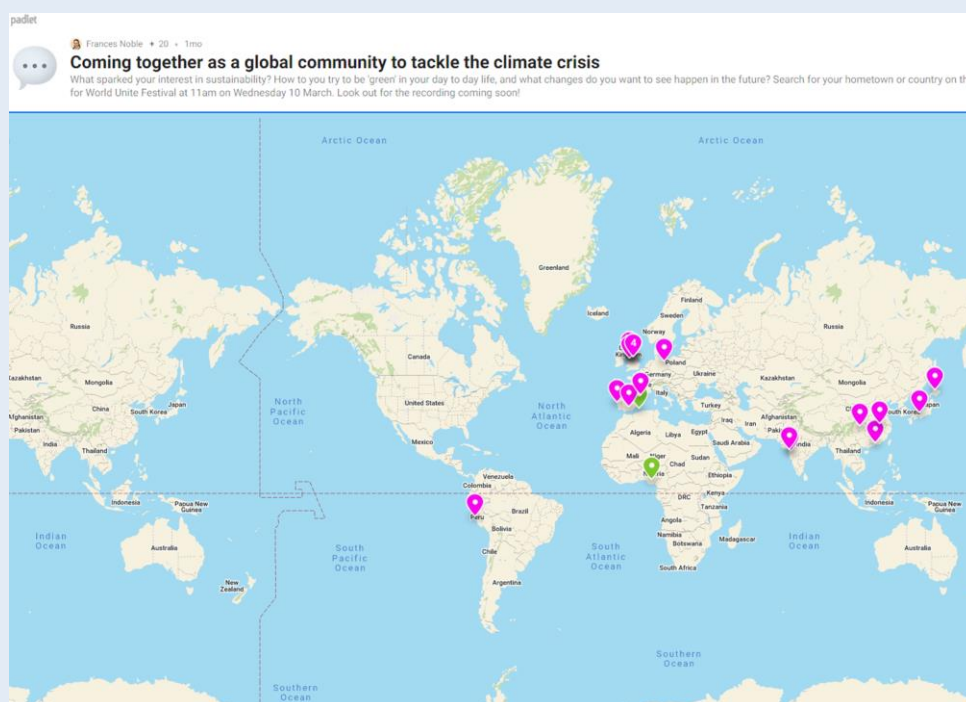 padlet
Frances Noble + 20 • 1mo
Coming together as a global community to tackle the climate crisis
What sparked your interest in sustainability? How to you try to be 'green' in your day to day life, and what changes do you want to see happen in the future? Search for your hometown or country on th
for World Unite Festival at 11am on Wednesday 10 March. Look out for the recording coming soon!
Arctic Ocean
Arctic Ocean
Greenland
Iceland
Finland
Sweden
Norway
Russia
Russia
Canada
4
Poland
Germany
Ukraine
Kazakhstan
Kazakhstan
Mongolia
Mongolia
Italy
Turkey
China
South Korea
Japan
North
Pacific
Ocean
United States
North
Atlantic
Ocean
Afghanistan
Afghanistan
Pakistan
Iraq
Iran
India
Thailand
Mexico
Algeria
Libya
Egypt
Saudi Arabia
Thailand
Mali
Niger
Chad
Sudan
Venezuela
Colombia
Ethiopia
Indonesia
Papua New
Guinea
Peru
Brazil
DRC
Kenya
Tanzania
Indonesia
Papua New
Guinea
Bolivia
Angola
Indian
Ocean
Australia
South
Pacific
Ocean
Chile
South
Atlantic
Ocean
Namibia
Botswana
Madagascar
Indian
Ocean
Australia
New
Zealand
Argentina
South Africa
Southern
Ocean
Southern
Ocean